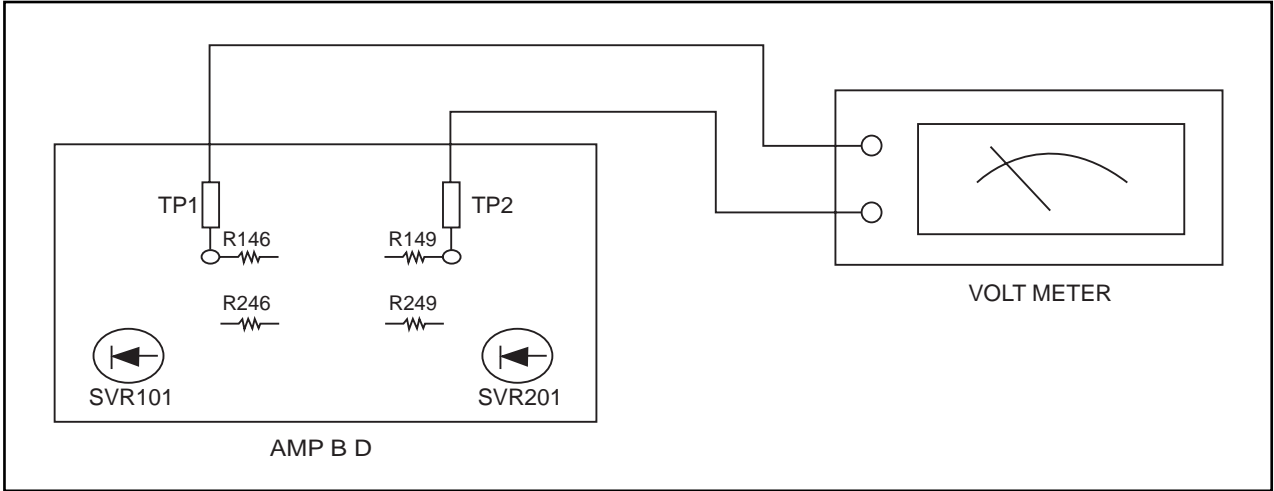 TP1
TP2
R146
R149
R246
R249
SVR101
SVR201
AMP B D
VOLT METER